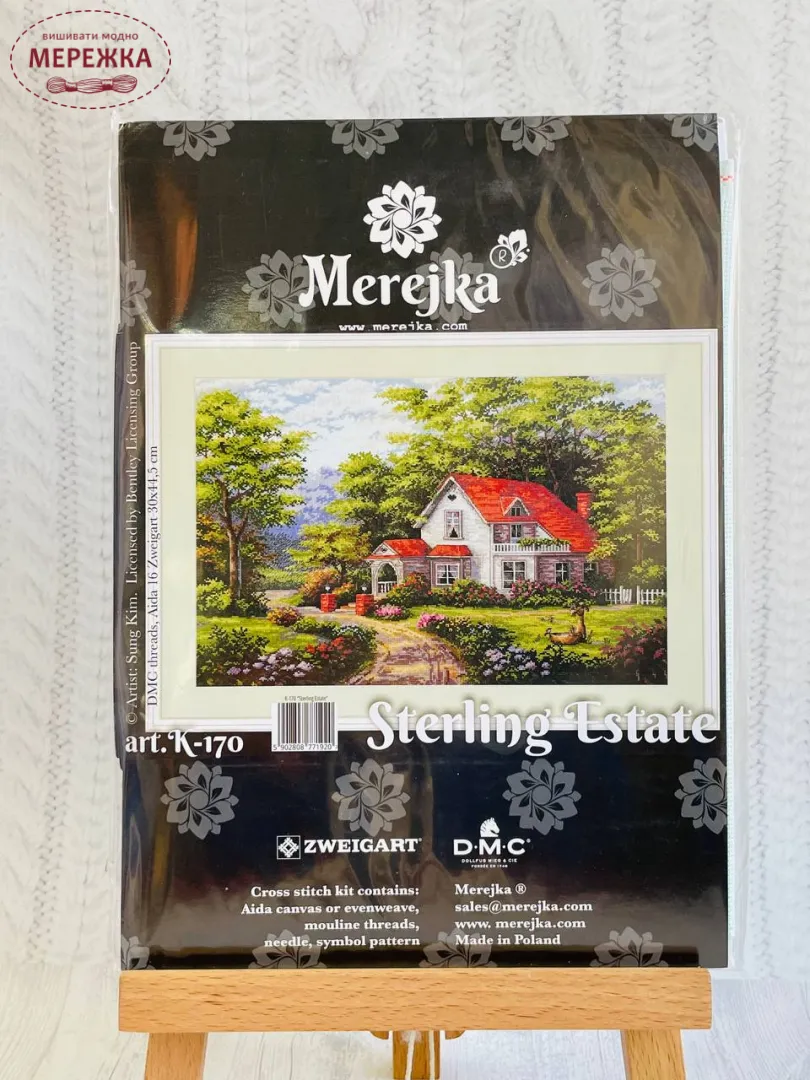 вишивати модно
МЕРЕЖКА
Merejka
R
www.merejka.com
© Artist: Sung Kim. Licensed by Bentley Licensing Group
DMC threads, Aida 16 Zweigart 30x44,5 cm
K-170 "Sterling Estate"
5 902808 771920
art.K-170
Sterling Estate
ZWEIGART®
D·M·C®
DOLLFUS MIEG & CIE
Cross stitch kit contains:
Aida canvas or evenweave,
mouline threads,
needle, symbol pattern
Merejka ®
sales@merejka.com
www. merejka.com
Made in Poland